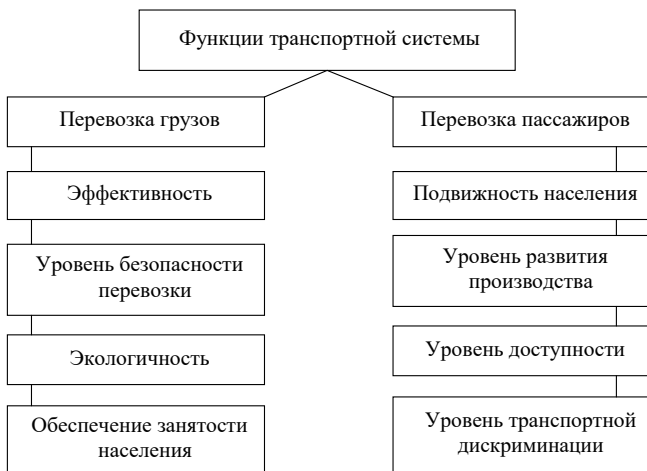 Функции транспортной системы
Перевозка грузов
Эффективность
Уровень безопасности
перевозки
Экологичность
Обеспечение занятости
населения
Перевозка пассажиров
Подвижность населения
Уровень развития
производства
Уровень доступности
Уровень транспортной
дискриминации